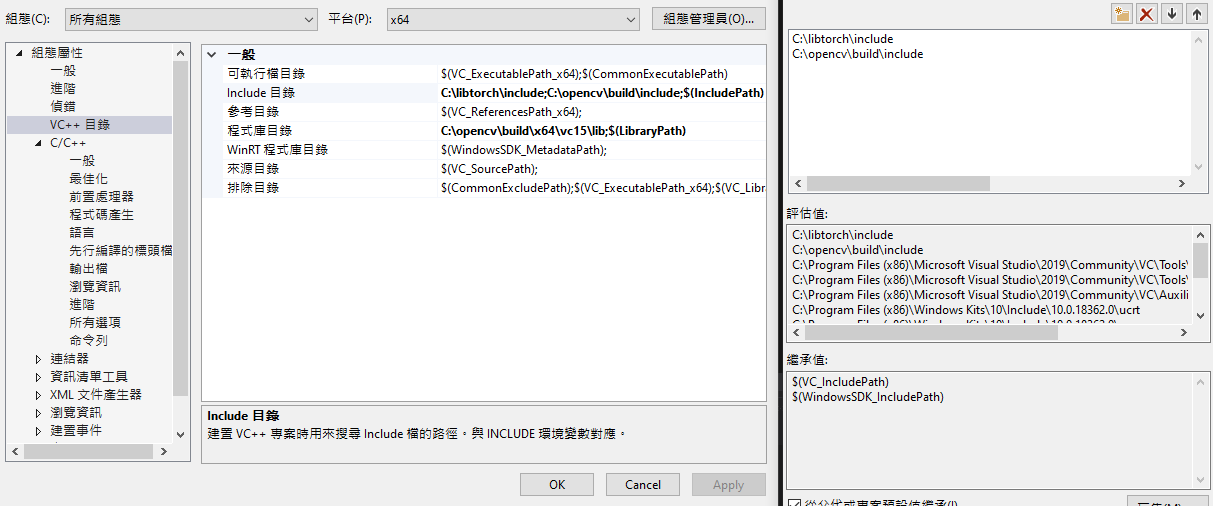 組態(C):
所有組態
平台(P):
x64
組態管理員(O)...
組態屬性
一般
進階
偵錯
VC++ 目錄
C/C++
一般
最佳化
前置處理器
程式碼產生
語言
先行編譯的標頭檔
輸出檔
瀏覽資訊
進階
所有選項
命令列
連結器
資訊清單工具
XML 文件產生器
瀏覽資訊
建置事件
一般
可執行檔目錄 $(VC_ExecutablePath_x64);$(CommonExecutablePath)
Include 目錄 C:\libtorch\include;C:\opencv\build\include;$(IncludePath)
參考目錄 $(VC_ReferencesPath_x64);
程式庫目錄 C:\opencv\build\x64\vc15\lib;$(LibraryPath)
WinRT 程式庫目錄 $(WindowsSDK_MetadataPath);
來源目錄 $(VC_SourcePath);
排除目錄 $(CommonExcludePath);$(VC_ExecutablePath_x64);$(VC_Libr
Include 目錄
建置 VC++ 專案時用來搜尋 Include 檔的路徑。與 INCLUDE 環境變數對應。
OK
Cancel
Apply
C:\libtorch\include
C:\opencv\build\include
評估值:
C:\libtorch\include
C:\opencv\build\include
C:\Program Files (x86)\Microsoft Visual Studio\2019\Community\VC\Tools\
C:\Program Files (x86)\Microsoft Visual Studio\2019\Community\VC\Tools\
C:\Program Files (x86)\Microsoft Visual Studio\2019\Community\VC\Auxili
C:\Program Files (x86)\Windows Kits\10\Include\10.0.18362.0\ucrt
繼承值:
$(VC_IncludePath)
$(WindowsSDK_IncludePath)